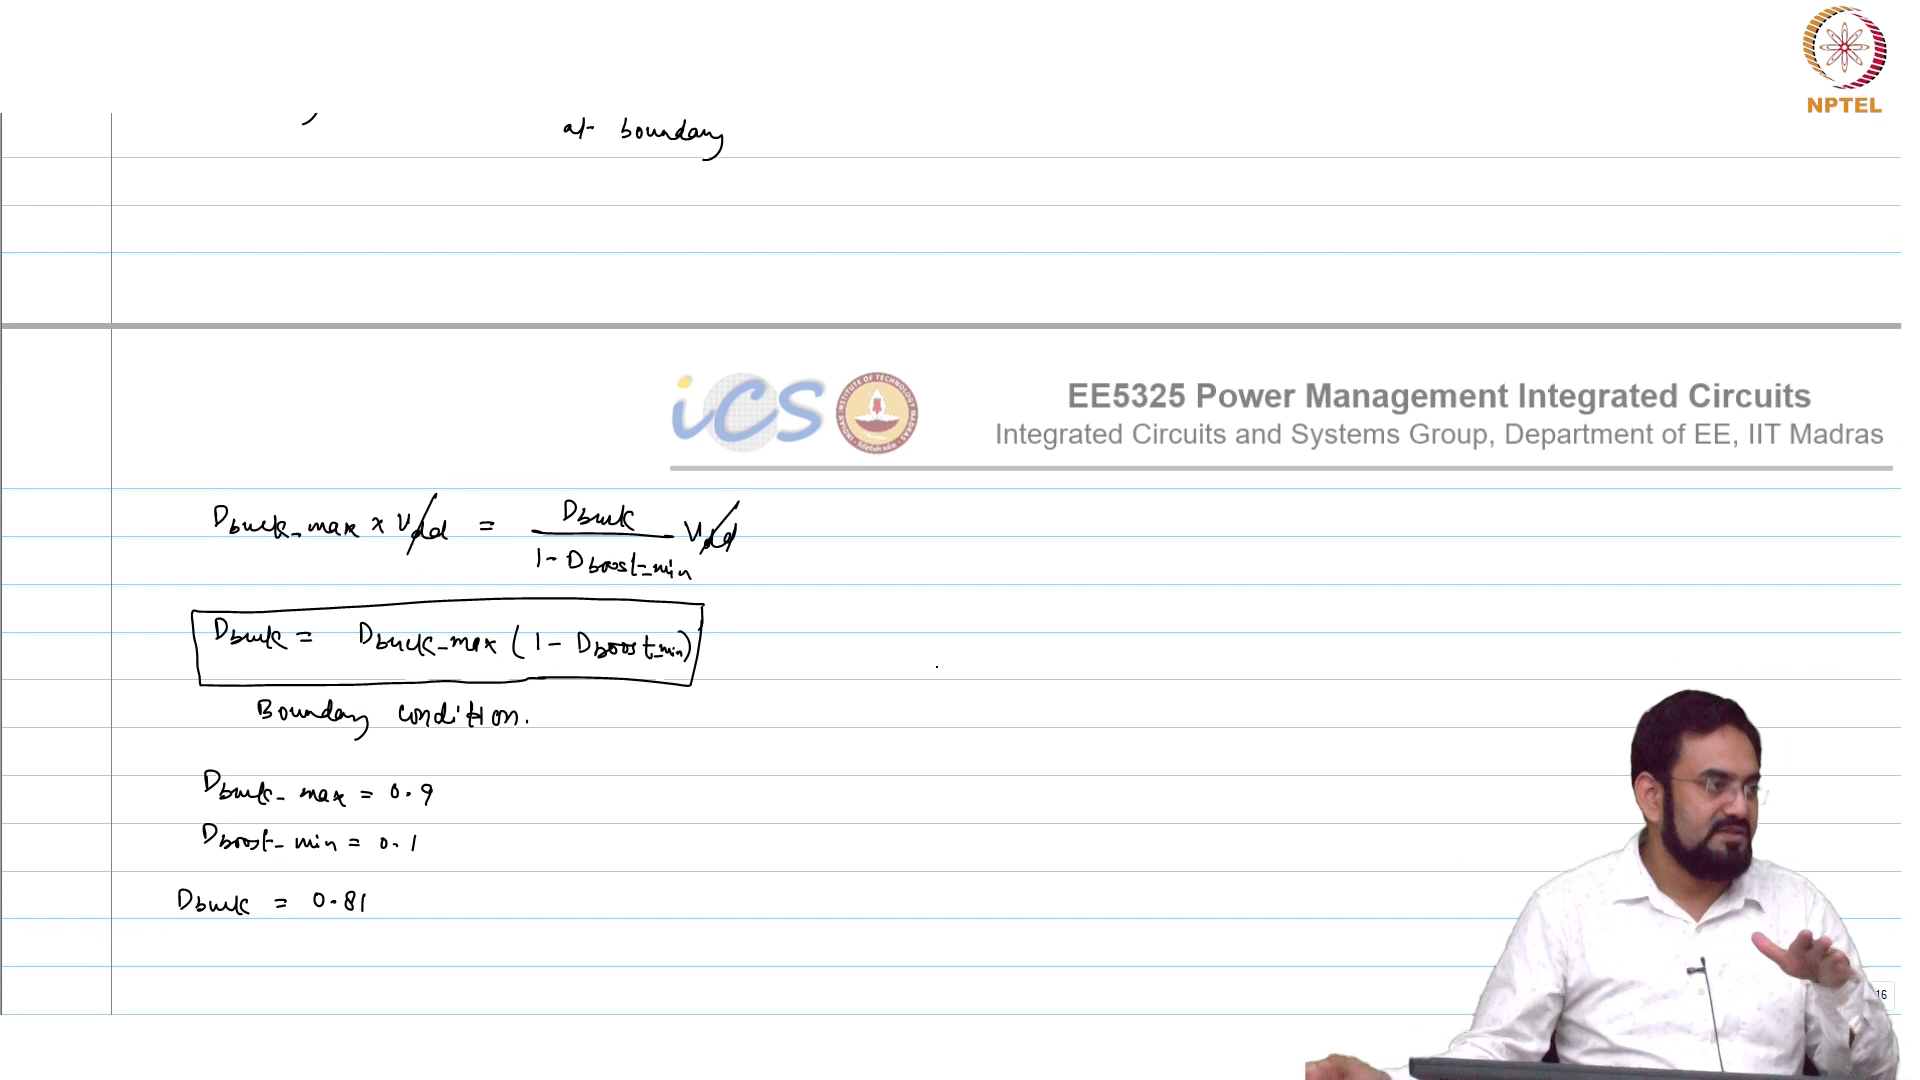 NPTEL
at boundary
iCS
EE5325 Power Management Integrated Circuits
Integrated Circuits and Systems Group, Department of EE, IIT Madras
Dbuck_max x Vdd = Dbuck / 1 - Dboost_min Vdd
Dbuck = Dbuck_max (1 - Dboost_min)
Boundary condition.
Dbuck_max = 0.9
Dboost_min = 0.1
Dbuck = 0.81
16